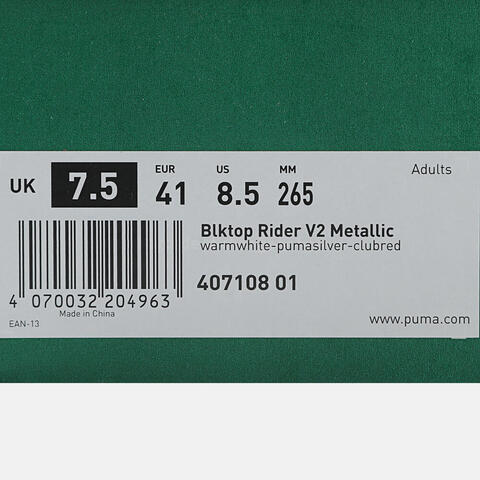 Adults
UK 7.5 EUR 41 US 8.5 MM 265
Blktop Rider V2 Metallic
warmwhite-pumasilver-clubred
407108 01
4 070032 204963
Made in China
EAN-13
www.puma.com